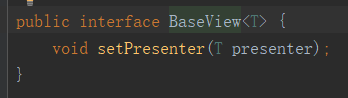 public interface BaseView<T> {
    void setPresenter(T presenter);
}